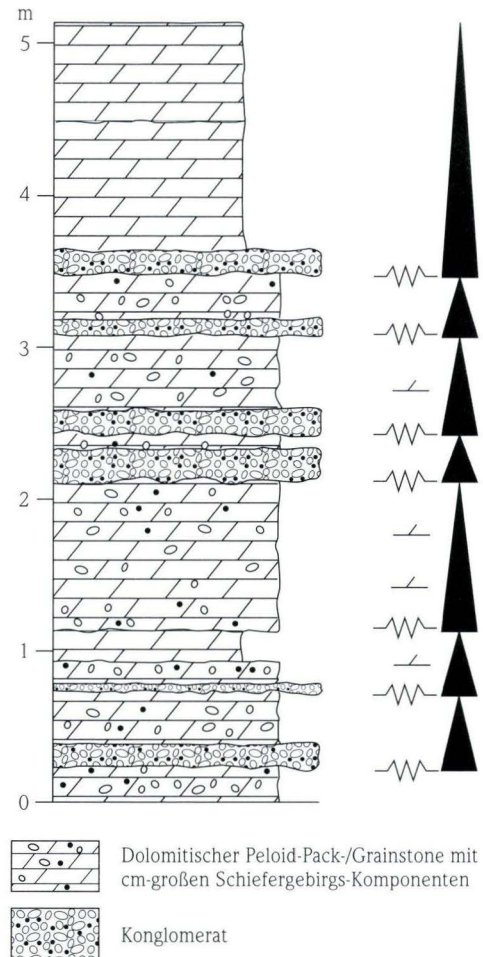 m
5
4
3
2
1
0
Dolomitischer Peloid-Pack-/Grainstone mit
cm-großen Schiefergebirgs-Komponenten
Konglomerat